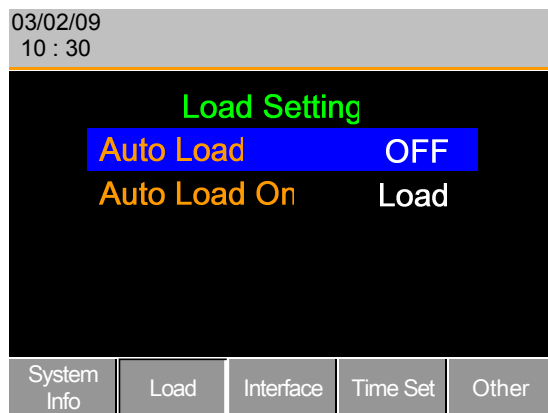 03/02/09
10 : 30
Load Setting
Auto Load OFF
Auto Load On Load
System Info Load Interface Time Set Other